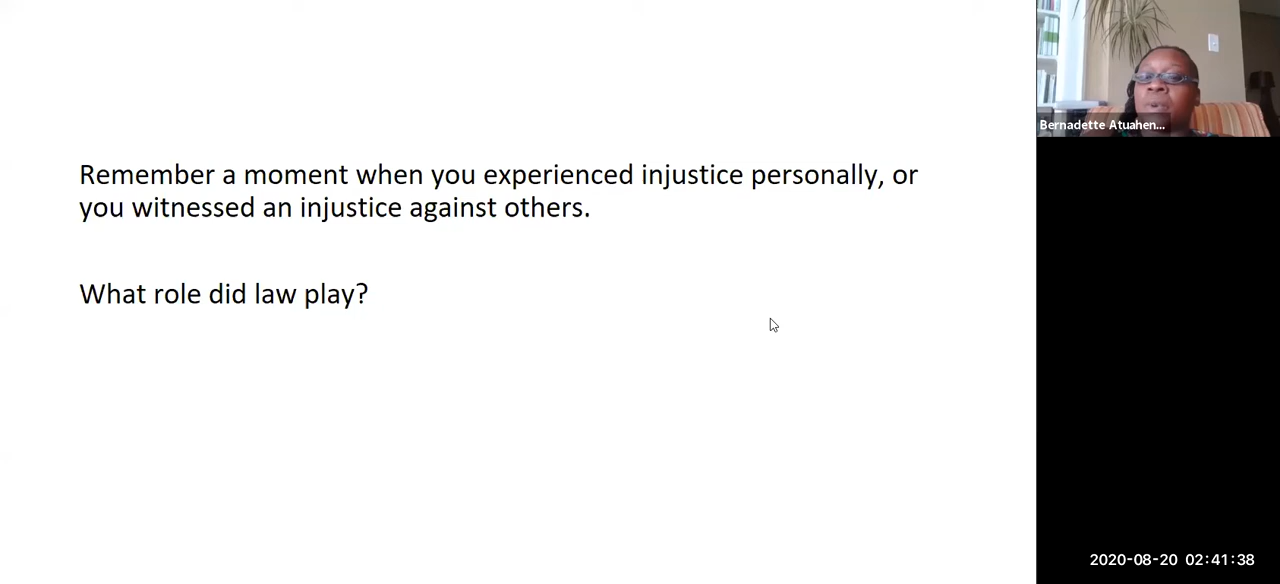 Remember a moment when you experienced injustice personally, or
you witnessed an injustice against others.
What role did law play?
Bernadette Atuahen...
2020-08-20 02:41:38